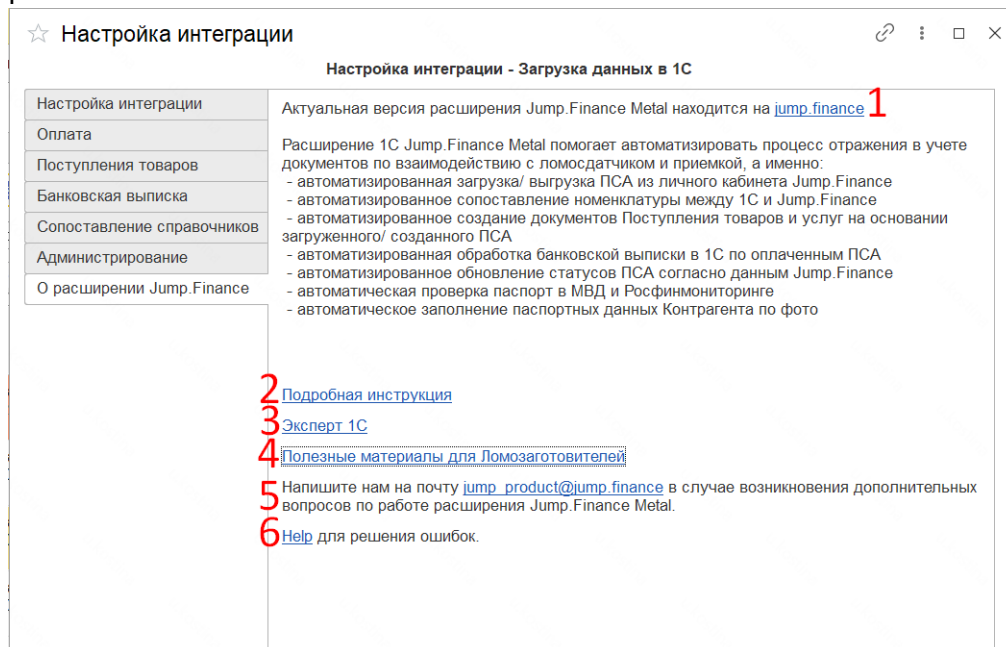 Настройка интеграции
Настройка интеграции - Загрузка данных в 1С
Настройка интеграции
Оплата
Поступления товаров
Банковская выписка
Сопоставление справочников
Администрирование
О расширении Jump.Finance
Актуальная версия расширения Jump.Finance Metal находится на jump.finance 1
Расширение 1С Jump.Finance Metal помогает автоматизировать процесс отражения в учете
документов по взаимодействию с ломосдатчиком и приемкой, а именно:
- автоматизированная загрузка/ выгрузка ПСА из личного кабинета Jump.Finance
- автоматизированное сопоставление номенклатуры между 1С и Jump.Finance
- автоматизированное создание документов Поступления товаров и услуг на основании
загруженного/ созданного ПСА
- автоматизированная обработка банковской выписки в 1С по оплаченным ПСА
- автоматизированное обновление статусов ПСА согласно данным Jump.Finance
- автоматическая проверка паспорт в МВД и Росфинмониторинге
- автоматическое заполнение паспортных данных Контрагента по фото
2 Подробная инструкция
3 Эксперт 1С
4 Полезные материалы для Ломозаготовителей
5 Напишите нам на почту jump_product@jump.finance в случае возникновения дополнительных
вопросов по работе расширения Jump.Finance Metal.
6 Help для решения ошибок.